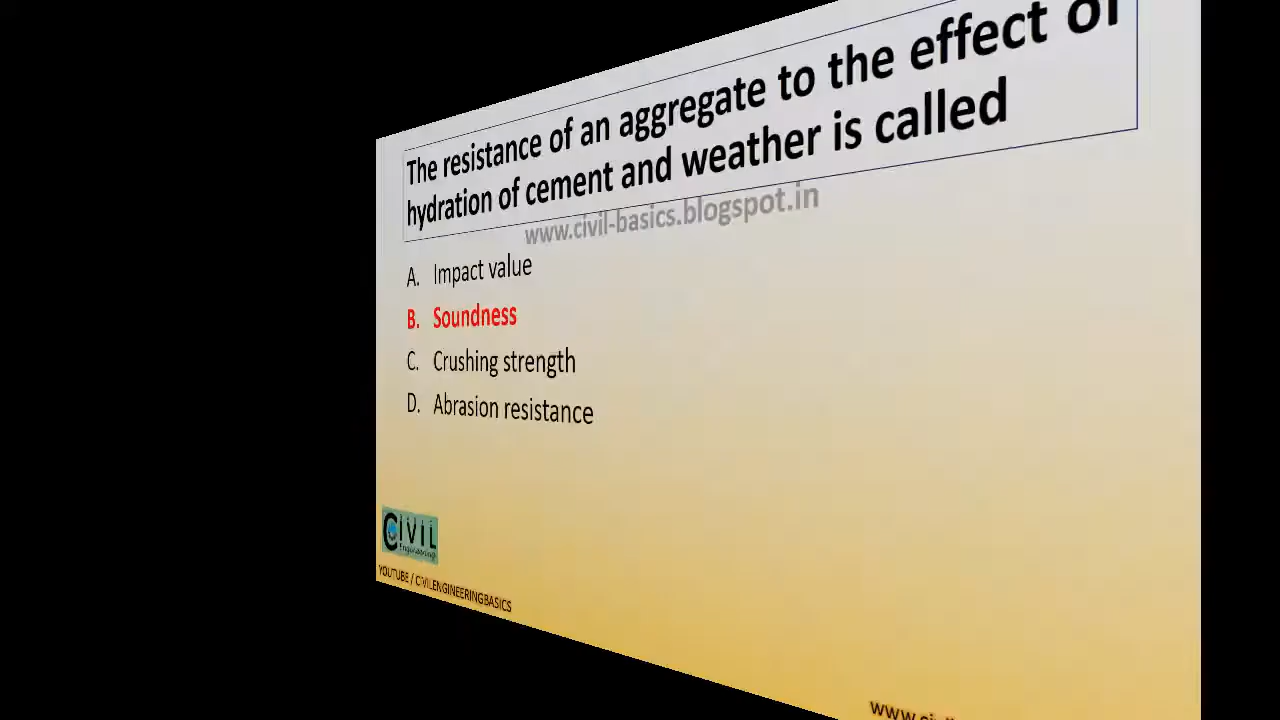 The resistance of an aggregate to the effect of
hydration of cement and weather is called
www.civil-basics.blogspot.in
A. Impact value
B. Soundness
C. Crushing strength
D. Abrasion resistance
CIVIL
Engineering
YOUTUBE / CIVILENGINEERINGBASICS